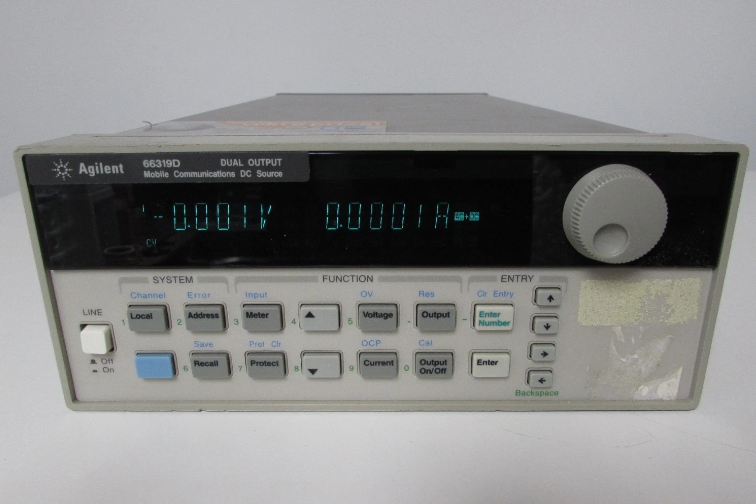 Agilent 66319D DUAL OUTPUT
Mobile Communications DC Source
-0.001V 0.0001A
CV
SYSTEM FUNCTION ENTRY
Channel Error Input OV Res Clr Entry
LINE
1 Local 2 Address 3 Meter 4 ▲ 5 Voltage . Output - Enter Number
Off
On
Save Prot Clr OCP Cal
6 Recall 7 Protect 8 ▼ 9 Current 0 Output On/Off Enter
Backspace